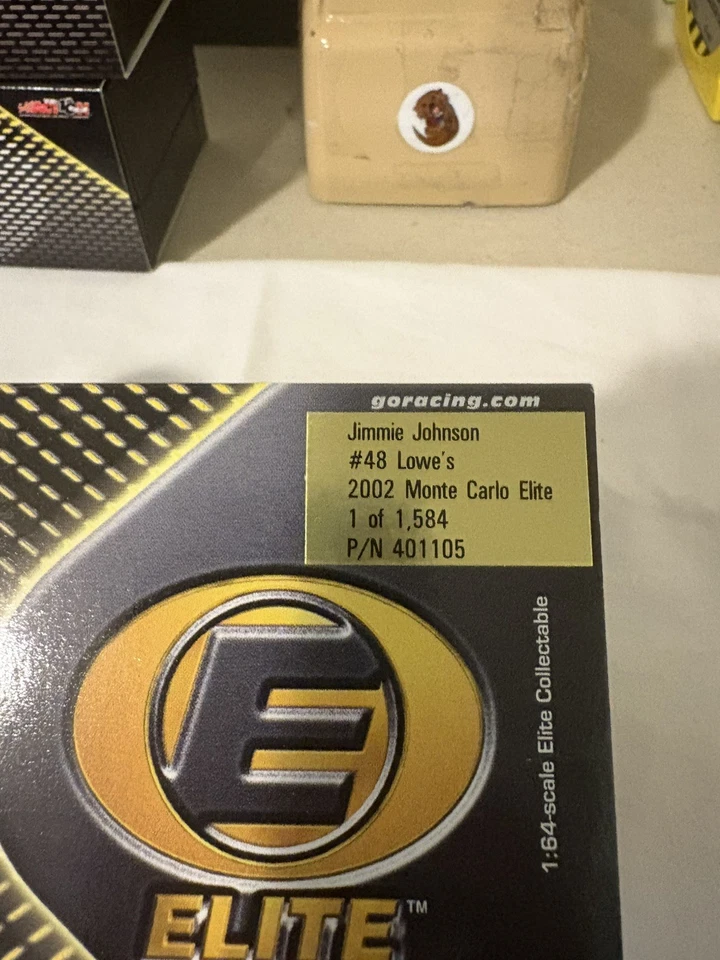 goracing.com
Jimmie Johnson
#48 Lowe's
2002 Monte Carlo Elite
1 of 1,584
P/N 401105
1:64-scale Elite Collectable
E
ELITE™